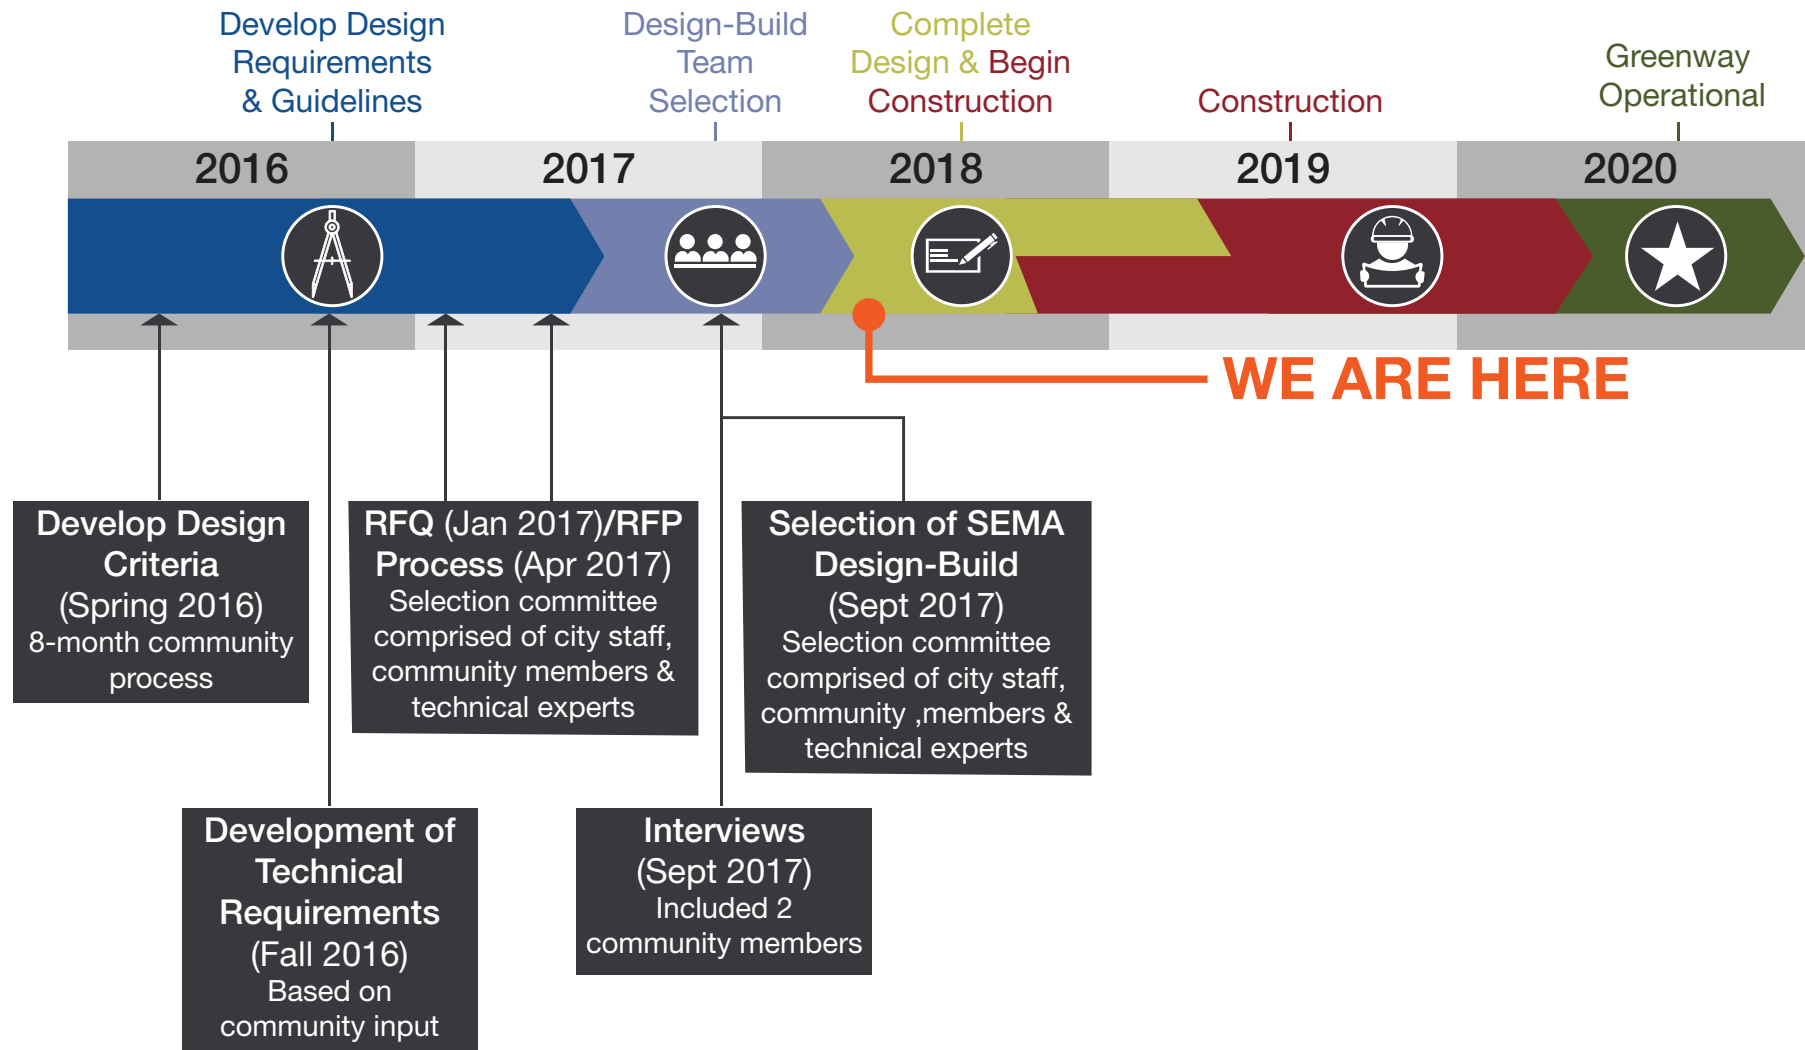 Develop Design
Requirements
& Guidelines
Design-Build
Team
Selection
Complete
Design & Begin
Construction
Construction
Greenway
Operational
2016
2017
2018
2019
2020
WE ARE HERE
Develop Design
Criteria
(Spring 2016)
8-month community
process
RFQ (Jan 2017)/RFP
Process (Apr 2017)
Selection committee
comprised of city staff,
community members &
technical experts
Selection of SEMA
Design-Build
(Sept 2017)
Selection committee
comprised of city staff,
community ,members &
technical experts
Development of
Technical
Requirements
(Fall 2016)
Based on
community input
Interviews
(Sept 2017)
Included 2
community members